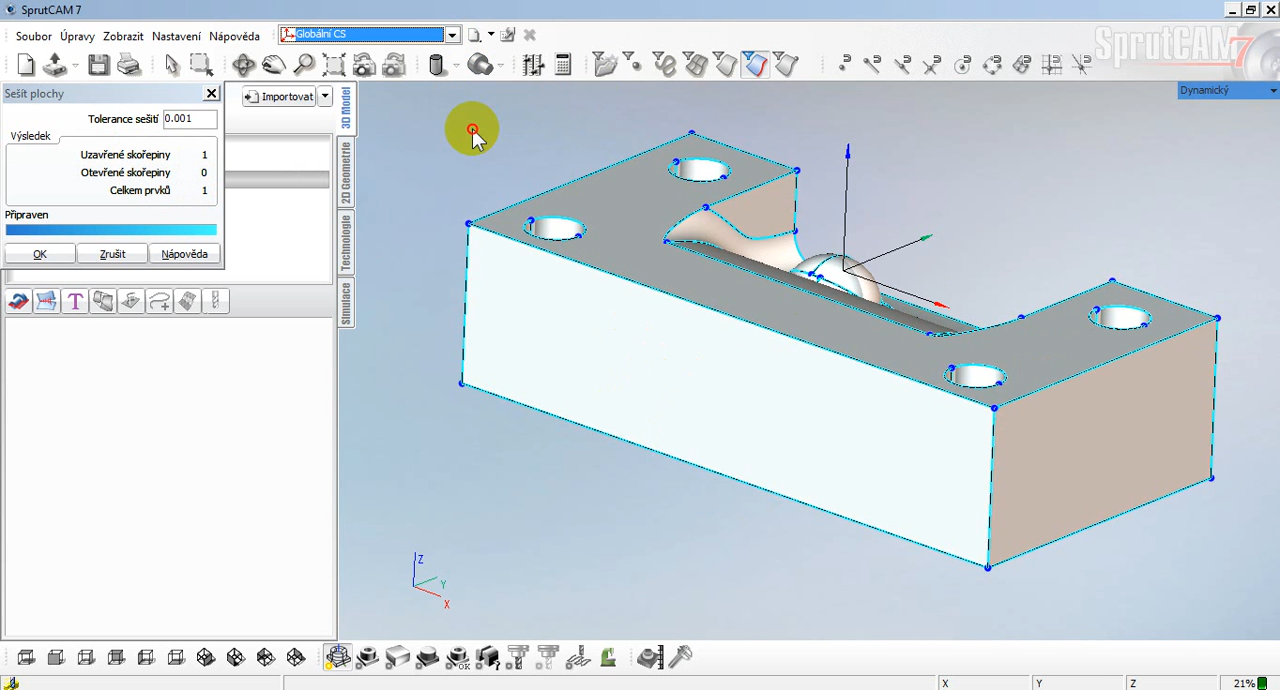 SprutCAM 7
Soubor Úpravy Zobrazit Nastavení Nápověda
Globální CS
SprutCAM 7
Sešít plochy
Tolerance sešití 0.001
Výsledek
Uzavřené skořepiny 1
Otevřené skořepiny 0
Celkem prvků 1
Připraven
OK Zrušit Nápověda
Importovat
3D Model
2D Geometrie
Technologie
Simulace
Dynamický
Z
Y
X
X Y Z 21%